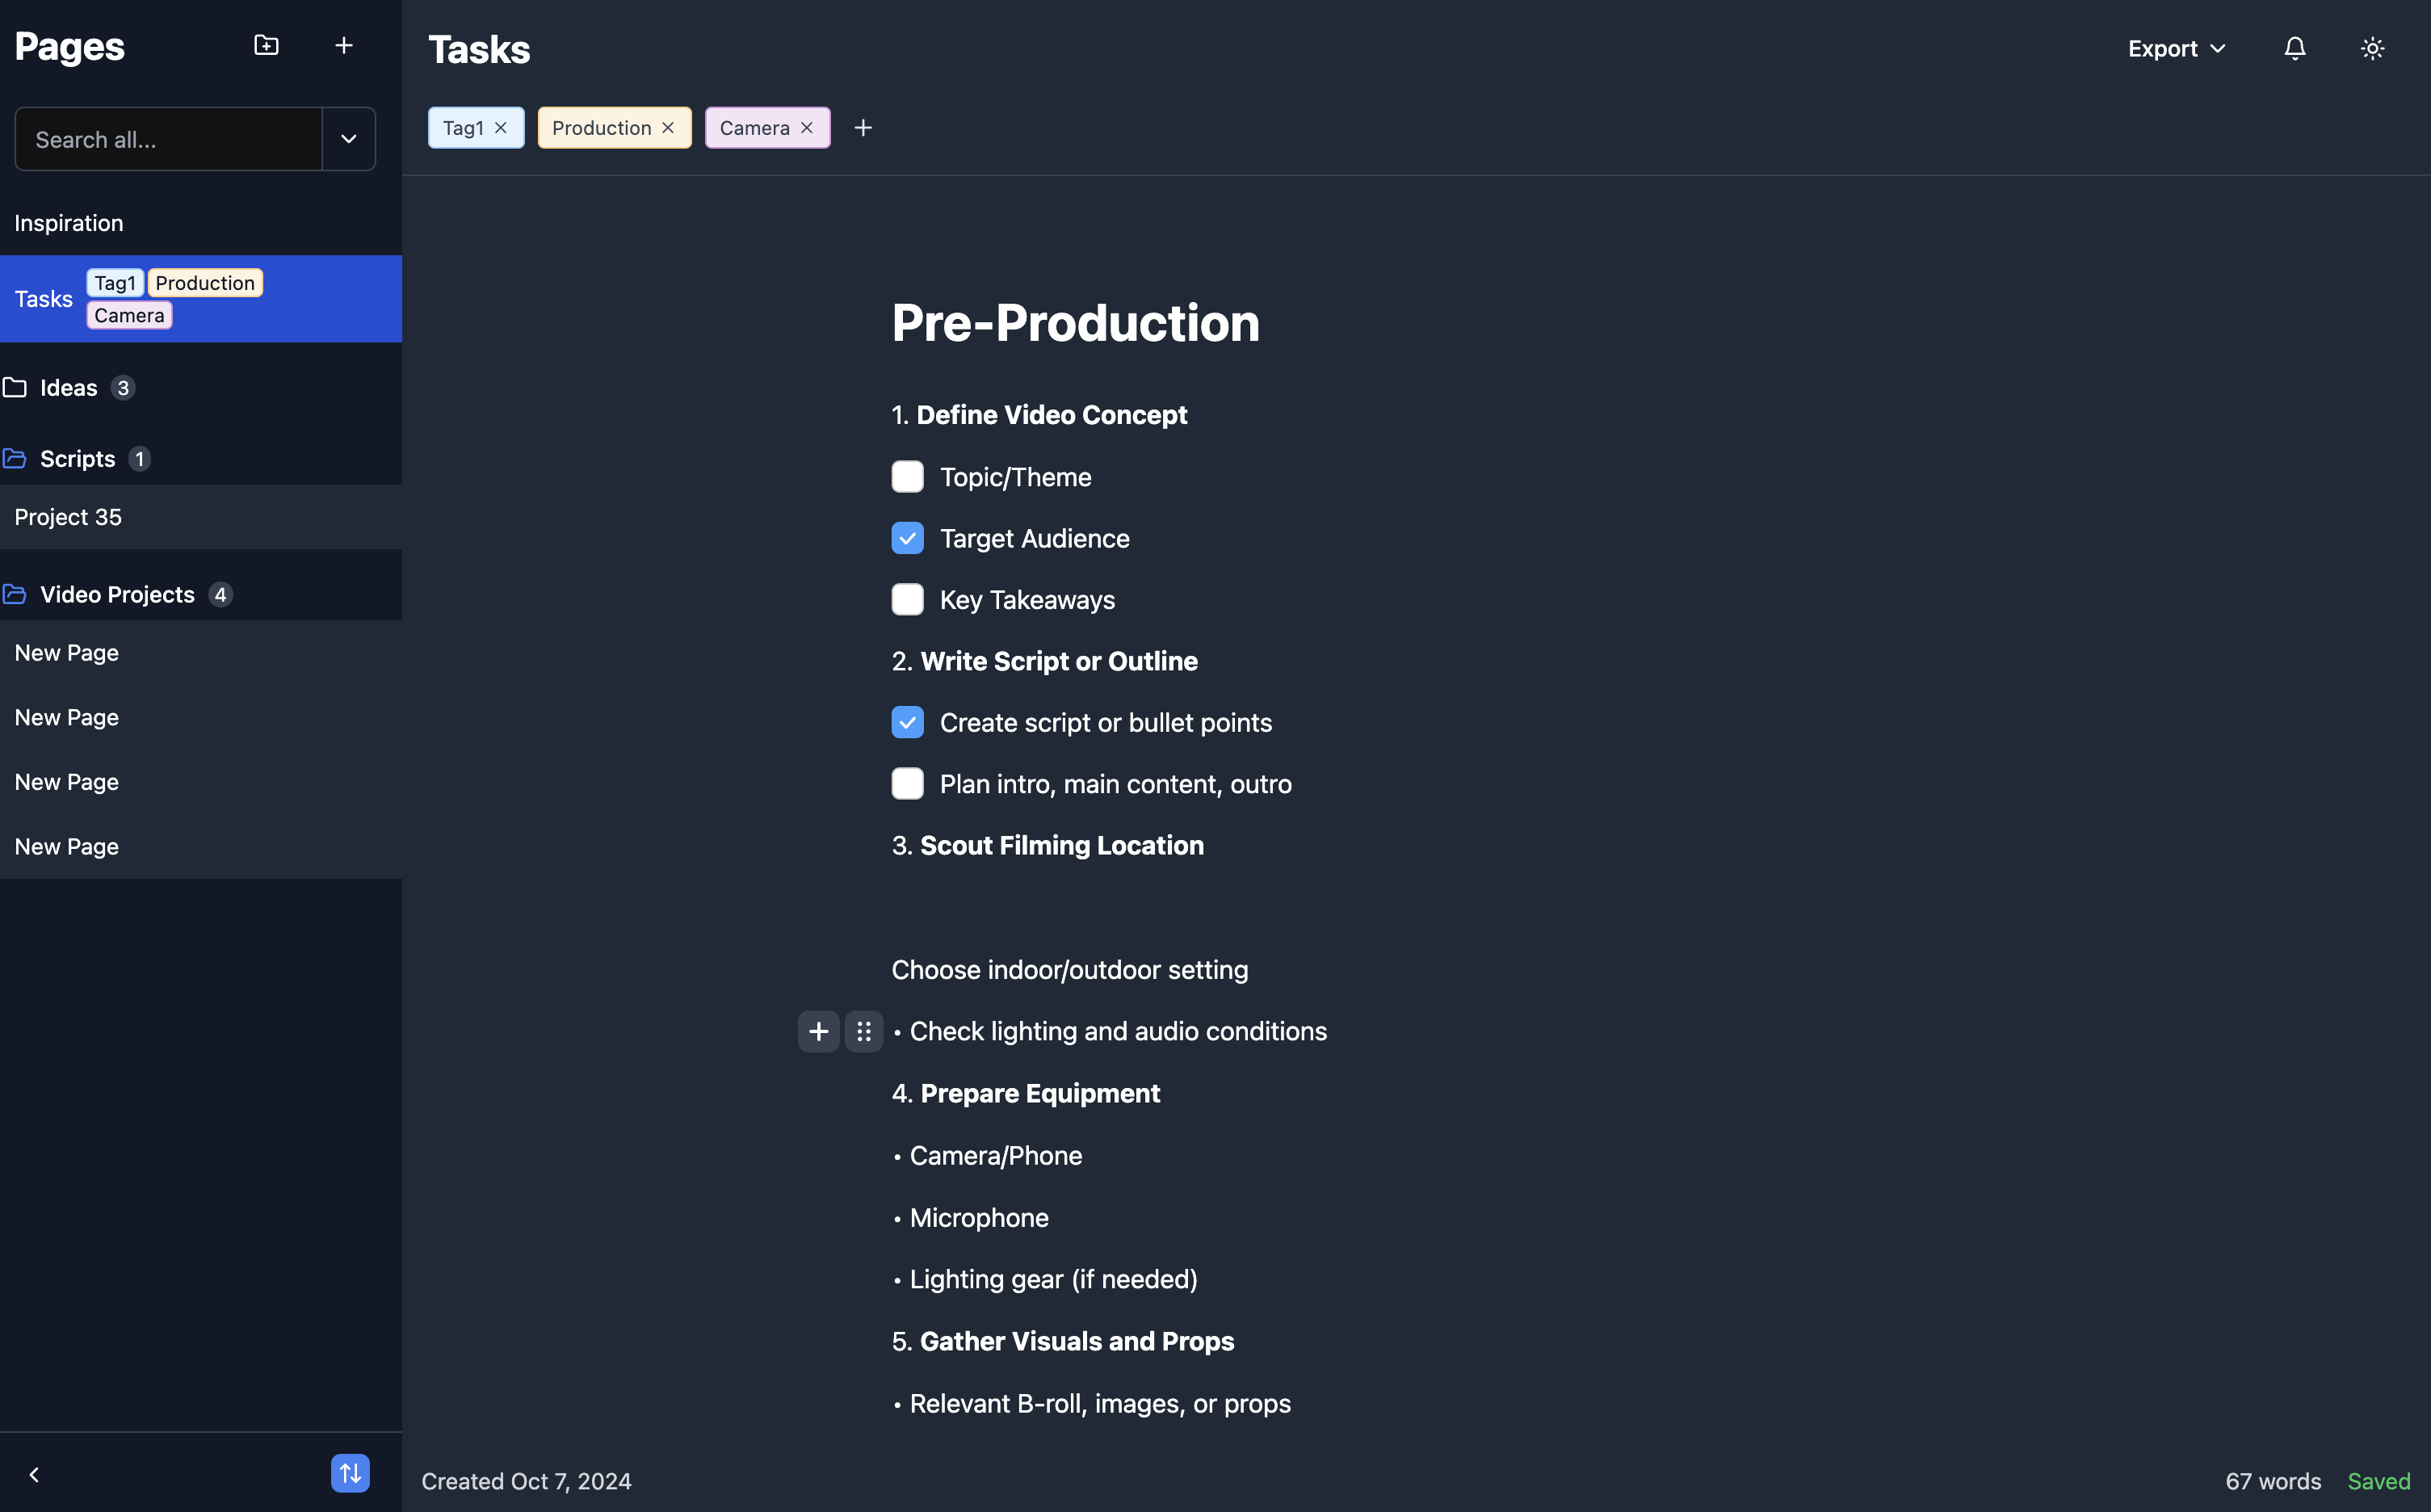 Pages
Search all...
Inspiration
Tasks Tag1 Production
Camera
Ideas 3
Scripts 1
Project 35
Video Projects 4
New Page
New Page
New Page
New Page
Tasks
Export
Tag1 Production Camera
Pre-Production
1. Define Video Concept
Topic/Theme
Target Audience
Key Takeaways
2. Write Script or Outline
Create script or bullet points
Plan intro, main content, outro
3. Scout Filming Location
Choose indoor/outdoor setting
• Check lighting and audio conditions
4. Prepare Equipment
• Camera/Phone
• Microphone
• Lighting gear (if needed)
5. Gather Visuals and Props
• Relevant B-roll, images, or props
Created Oct 7, 2024
67 words Saved